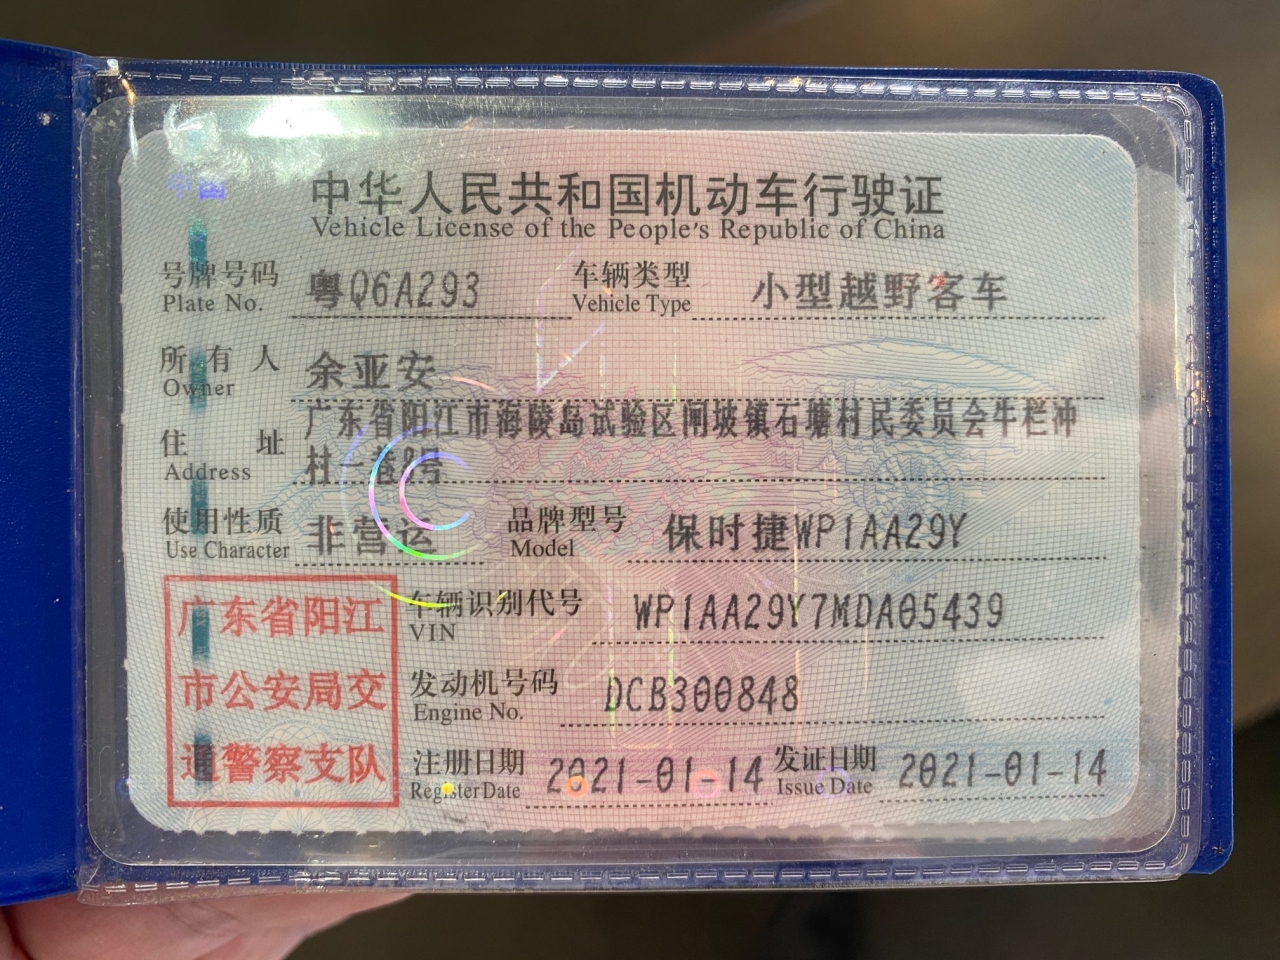 中国
中华人民共和国机动车行驶证
Vehicle License of the People's Republic of China
号牌号码 粤Q6A293 车辆类型 小型越野客车
Plate No. Vehicle Type
所有人 余亚安
Owner
住址 广东省阳江市海陵岛试验区闸坡镇石塘村民委员会牛栏冲
Address 村一巷8号
使用性质 非营运 品牌型号 保时捷WP1AA29Y
Use Character Model
车辆识别代号 WP1AA29Y7MDA05439
VIN
发动机号码 DCB300848
Engine No.
注册日期 2021-01-14 发证日期 2021-01-14
Register Date Issue Date
广东省阳江
市公安局交
通警察支队